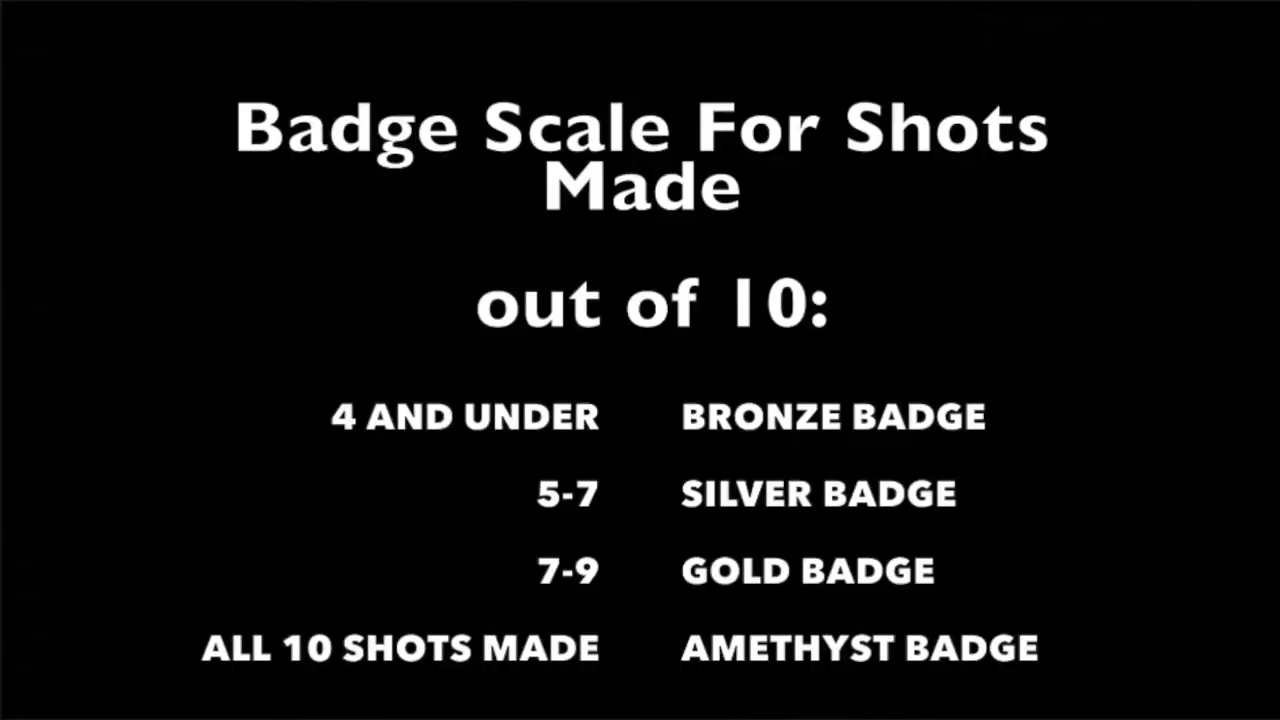 Badge Scale For Shots
Made
out of 10:
4 AND UNDER BRONZE BADGE
5-7 SILVER BADGE
7-9 GOLD BADGE
ALL 10 SHOTS MADE AMETHYST BADGE